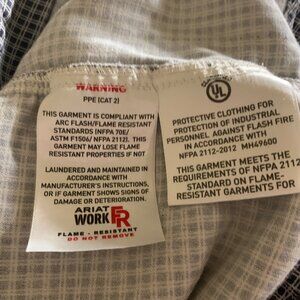 WARNING
PPE (CAT 2)
THIS GARMENT IS COMPLIANT WITH
ARC FLASH/FLAME RESISTANT
STANDARDS (NFPA 70E/
ASTM F1506/ NFPA 2112). THIS
GARMENT MAY LOSE FLAME
RESISTANT PROPERTIES IF NOT
LAUNDERED AND MAINTAINED IN
ACCORDANCE WITH
MANUFACTURER'S INSTRUCTIONS,
OR IF GARMENT SHOWS SIGNS OF
DAMAGE OR DETERIORATION.
ARIAT
WORK FR
FLAME - RESISTANT
DO NOT REMOVE
UL
PROTECTIVE CLOTHING FOR
PROTECTION OF INDUSTRIAL
PERSONNEL AGAINST FLASH FIRE
IN ACCORDANCE WITH
NFPA 2112-2012 MH49600
THIS GARMENT MEETS THE
REQUIREMENTS OF NFPA 2112
STANDARD ON FLAME-
RESISTANT GARMENTS FOR